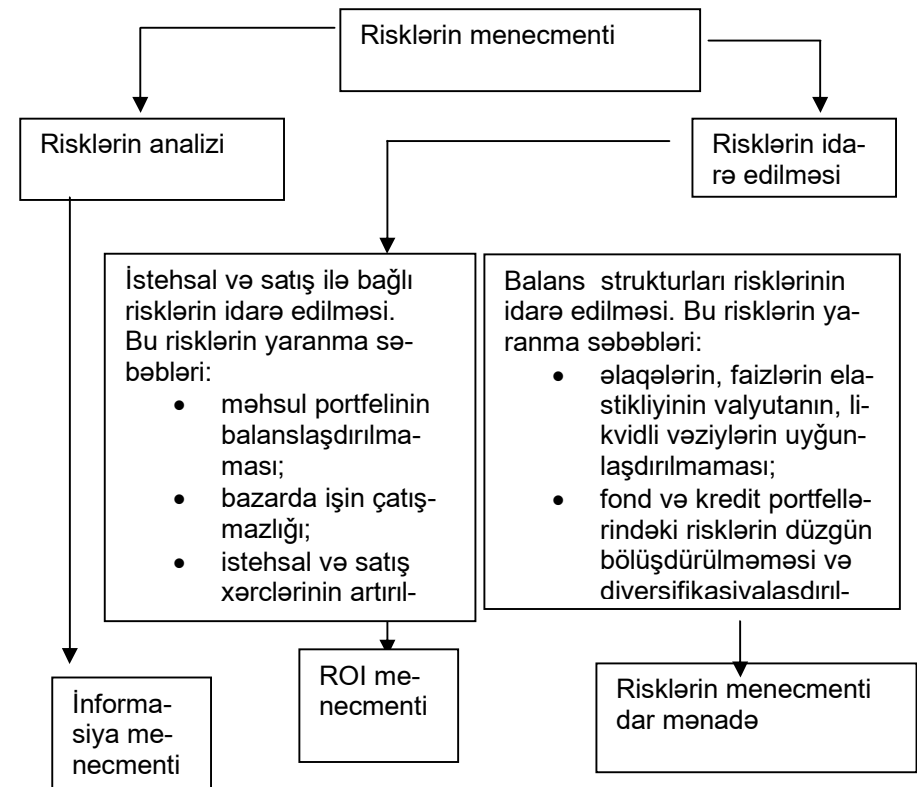 Risklərin menecmenti
Risklərin analizi
Risklərin ida-
rə edilməsi
İstehsal və satış ilə bağlı
risklərin idarə edilməsi.
Bu risklərin yaranma sə-
bəbləri:
• məhsul portfelinin
balanslaşdırılma-
ması;
• bazarda işin çatış-
mazlığı;
• istehsal və satış
xərclərinin artırıl-
Balans strukturları risklərinin
idarə edilməsi. Bu risklərin ya-
ranma səbəbləri:
• əlaqələrin, faizlərin ela-
stikliyinin valyutanın, li-
kvidli vəziylərin uyğun-
laşdırılmaması;
• fond və kredit portfellə-
rindəki risklərin düzgün
bölüşdürülməməsi və
diversifikasiyalaşdırıl-
İnforma-
siya me-
necmenti
ROI me-
necmenti
Risklərin menecmenti
dar mənadə